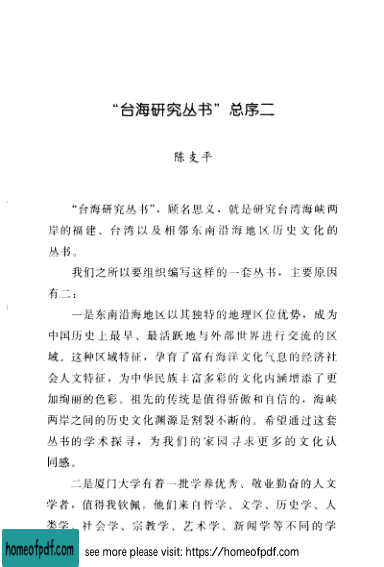 “台海研究丛书”总序二
陈支平
“台海研究丛书”，顾名思义，就是研究台湾海峡两
岸的福建、台湾以及相邻东南沿海地区历史文化的
丛书。
我们之所以要组织编写这样的一套丛书，主要原因
有二：
一是东南沿海地区以其独特的地理区位优势，成为
中国历史上最早、最活跃地与外部世界进行交流的区
域。这种区域特征，孕育了富有海洋文化气息的经济社
会人文特征，为中华民族丰富多彩的文化内涵增添了更
加绚丽的色彩。祖先的传统是值得骄傲和自信的，海峡
两岸之间的历史文化渊源是割裂不断的。希望通过这套
丛书的学术探寻，为我们的家园寻求更多的文化认
同感。
二是厦门大学有着一批学养优秀、敬业勤奋的人文
学者，值得我钦佩。他们来自哲学、文学、历史学、人
类学、社会学、宗教学、艺术学、新闻学等不同的学
homeofpdf.com
see more please visit: https://homeofpdf.com